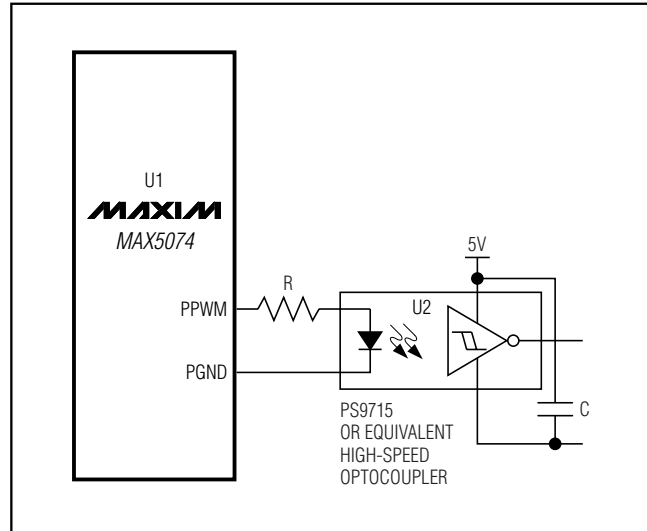 U1
MAXIM
MAX5074
PPWM
PGND
R
5V
U2
C
PS9715
OR EQUIVALENT
HIGH-SPEED
OPTOCOUPLER